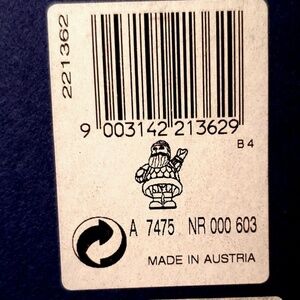 221362
9 003142 213629
B 4
A 7475 NR 000 603
MADE IN AUSTRIA